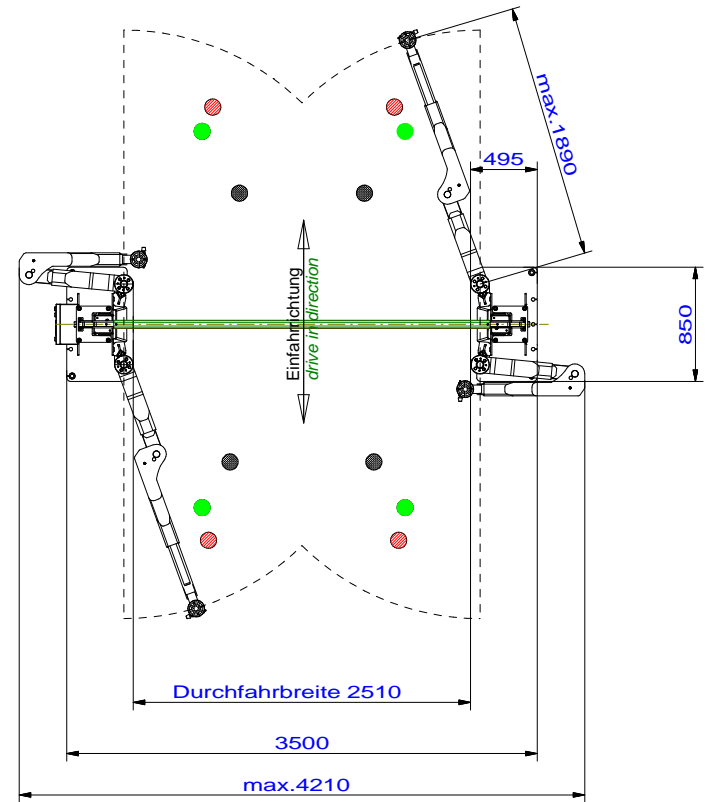 max.1890
495
850
Einfahrrichtung
drive in direction
Durchfahrbreite 2510
3500
max.4210